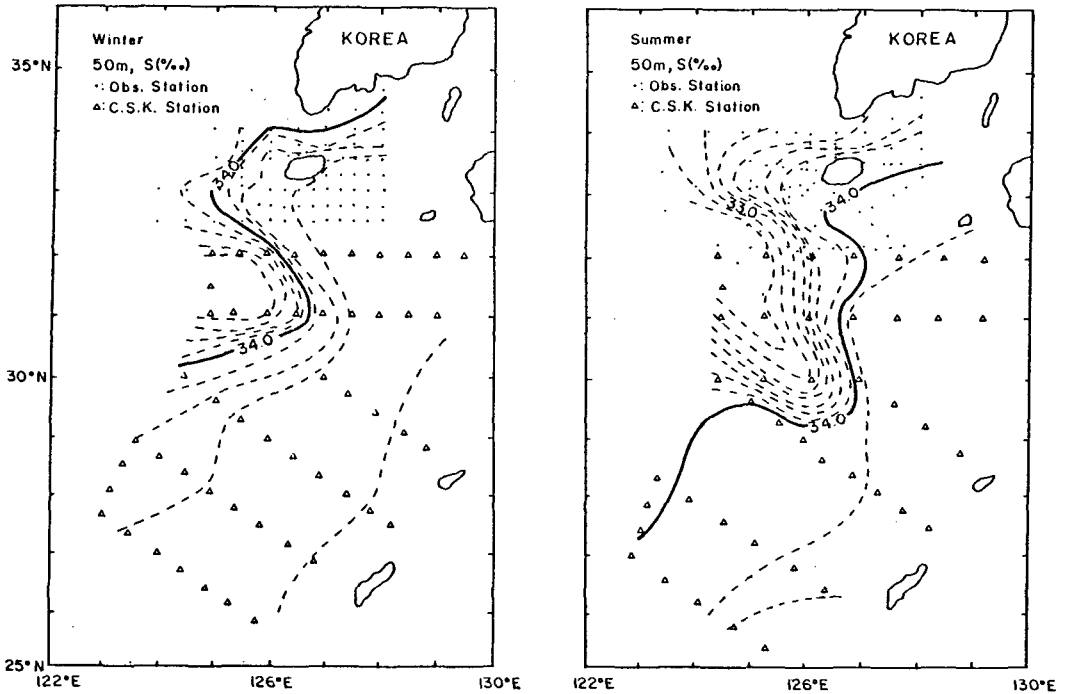 Winter
50m, S(‰)
·: Obs. Station
△: C.S.K. Station
KOREA
34.0
34.0
35°N
30°N
25°N
122°E
126°E
130°E
Summer
50m, S(‰)
·: Obs. Station
△: C.S.K. Station
KOREA
33.0
34.0
34.0
122°E
126°E
130°E